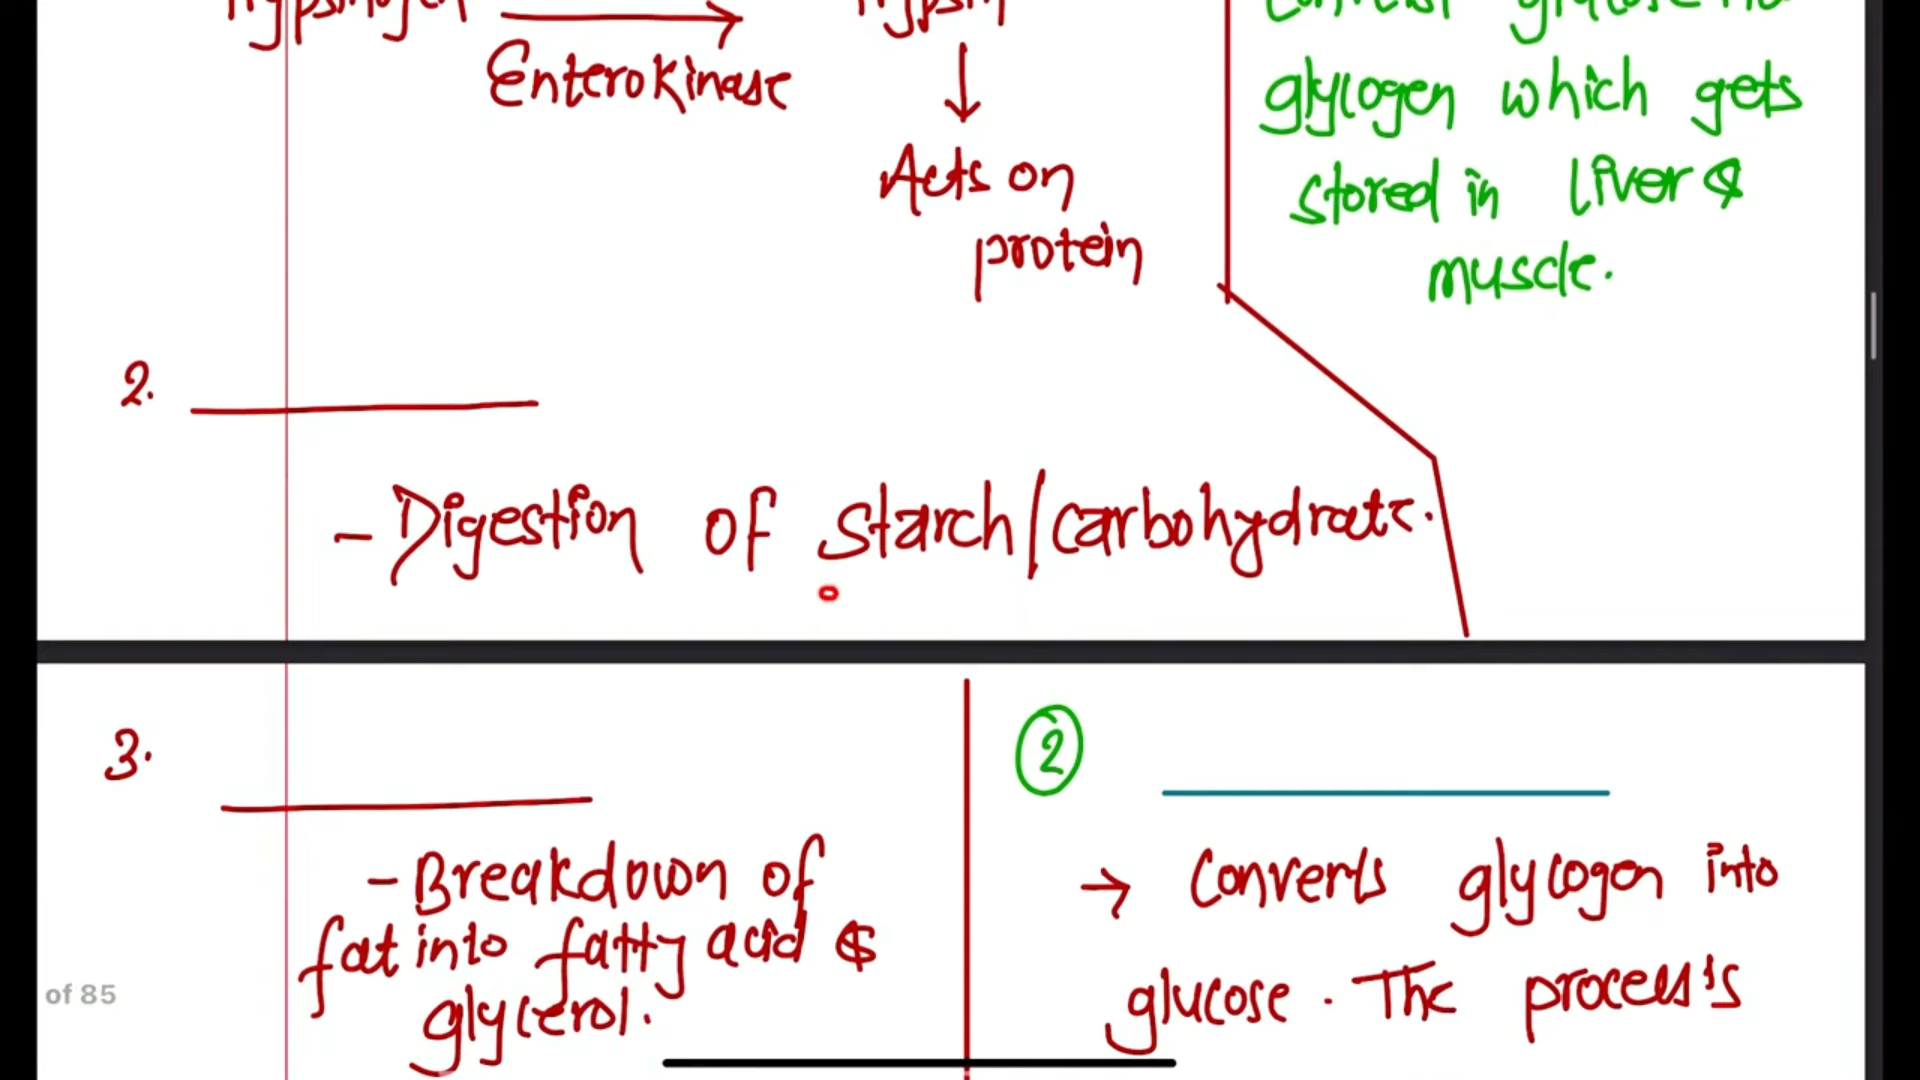 Enterokinase
Acts on
protein
glycogen which gets
stored in liver &
muscle.
2.
- Digestion of starch/carbohydrate.
3.
- Breakdown of
fat into fatty acid &
glycerol.
2
→ Converts glycogen into
glucose. The process's
of 85